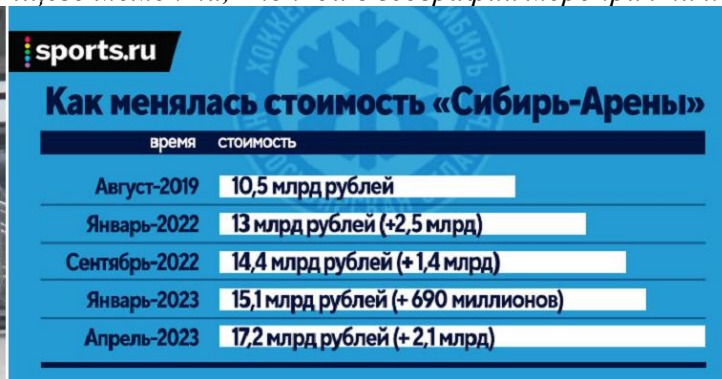 sports.ru
Как менялась стоимость «Сибирь-Арены»
время стоимость
Август-2019 10,5 млрд рублей
Январь-2022 13 млрд рублей (+2,5 млрд)
Сентябрь-2022 14,4 млрд рублей (+ 1,4 млрд)
Январь-2023 15,1 млрд рублей (+ 690 миллионов)
Апрель-2023 17,2 млрд рублей (+ 2,1 млрд)